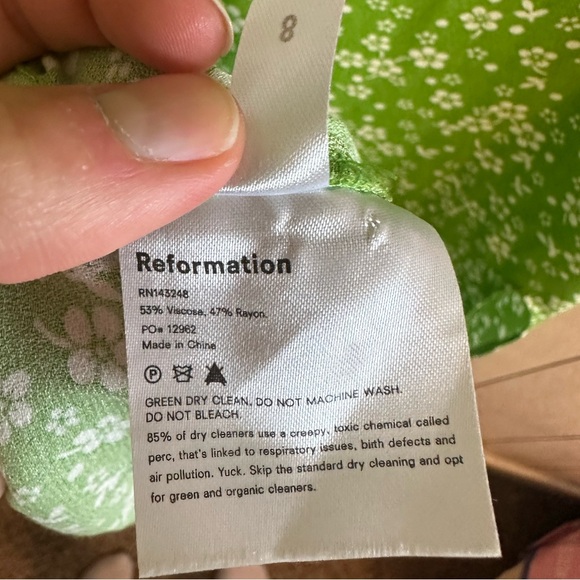 8
Reformation
RN143248
53% Viscose, 47% Rayon.
PO# 12962
Made in China
P
GREEN DRY CLEAN. DO NOT MACHINE WASH.
DO NOT BLEACH.
85% of dry cleaners use a creepy, toxic chemical called
perc, that's linked to respiratory issues, birth defects and
air pollution. Yuck. Skip the standard dry cleaning and opt
for green and organic cleaners.